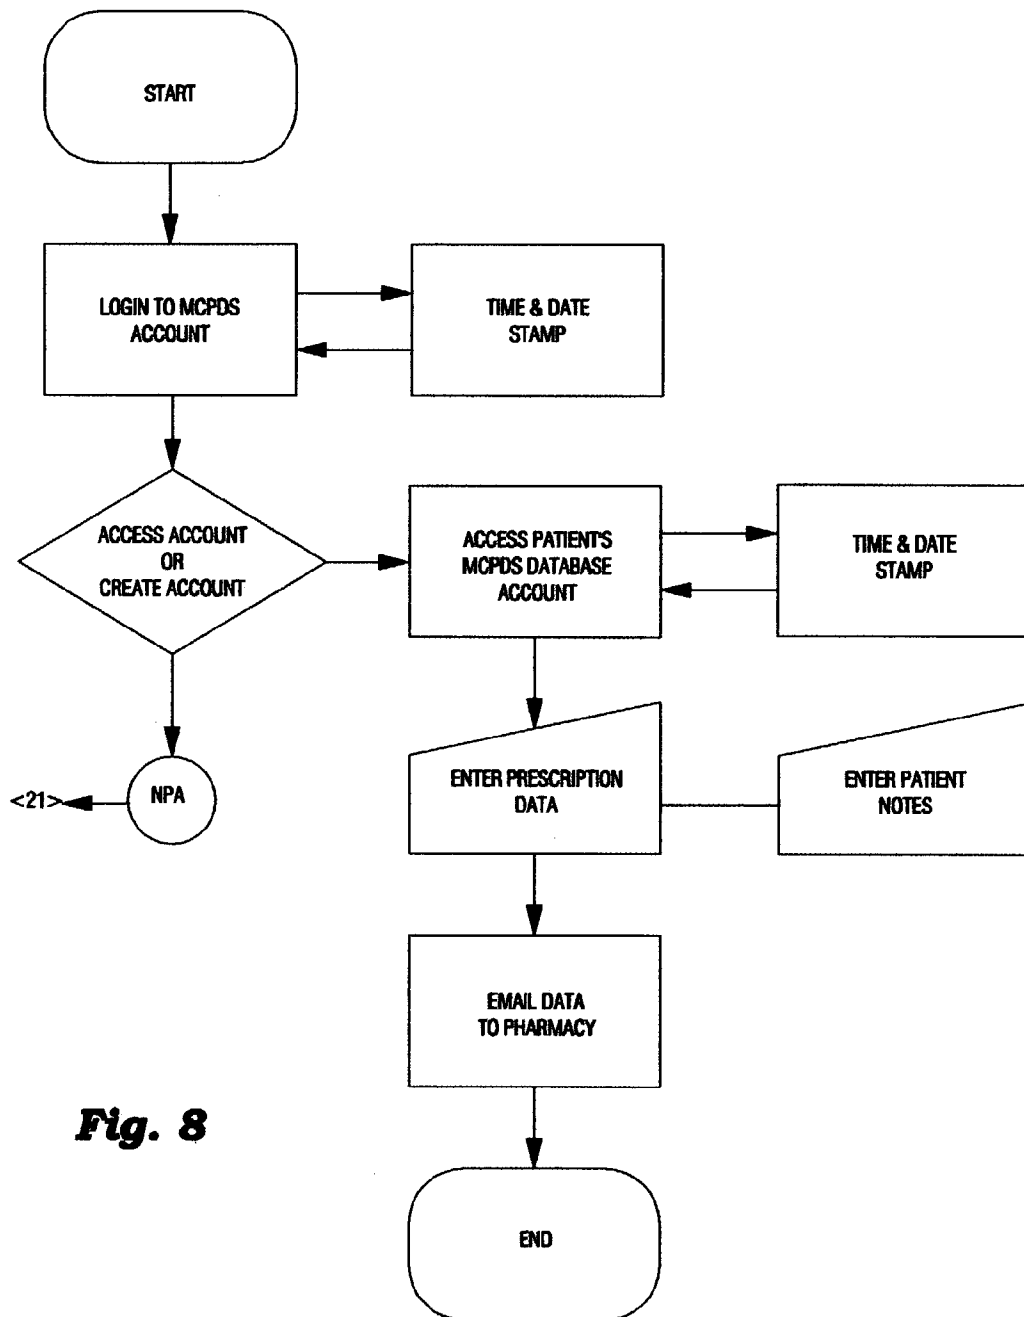 START
LOGIN TO MCPDS
ACCOUNT
TIME & DATE
STAMP
ACCESS ACCOUNT
OR
CREATE ACCOUNT
ACCESS PATIENT'S
MCPDS DATABASE
ACCOUNT
TIME & DATE
STAMP
<21>
NPA
ENTER PRESCRIPTION
DATA
ENTER PATIENT
NOTES
EMAIL DATA
TO PHARMACY
Fig. 8
END